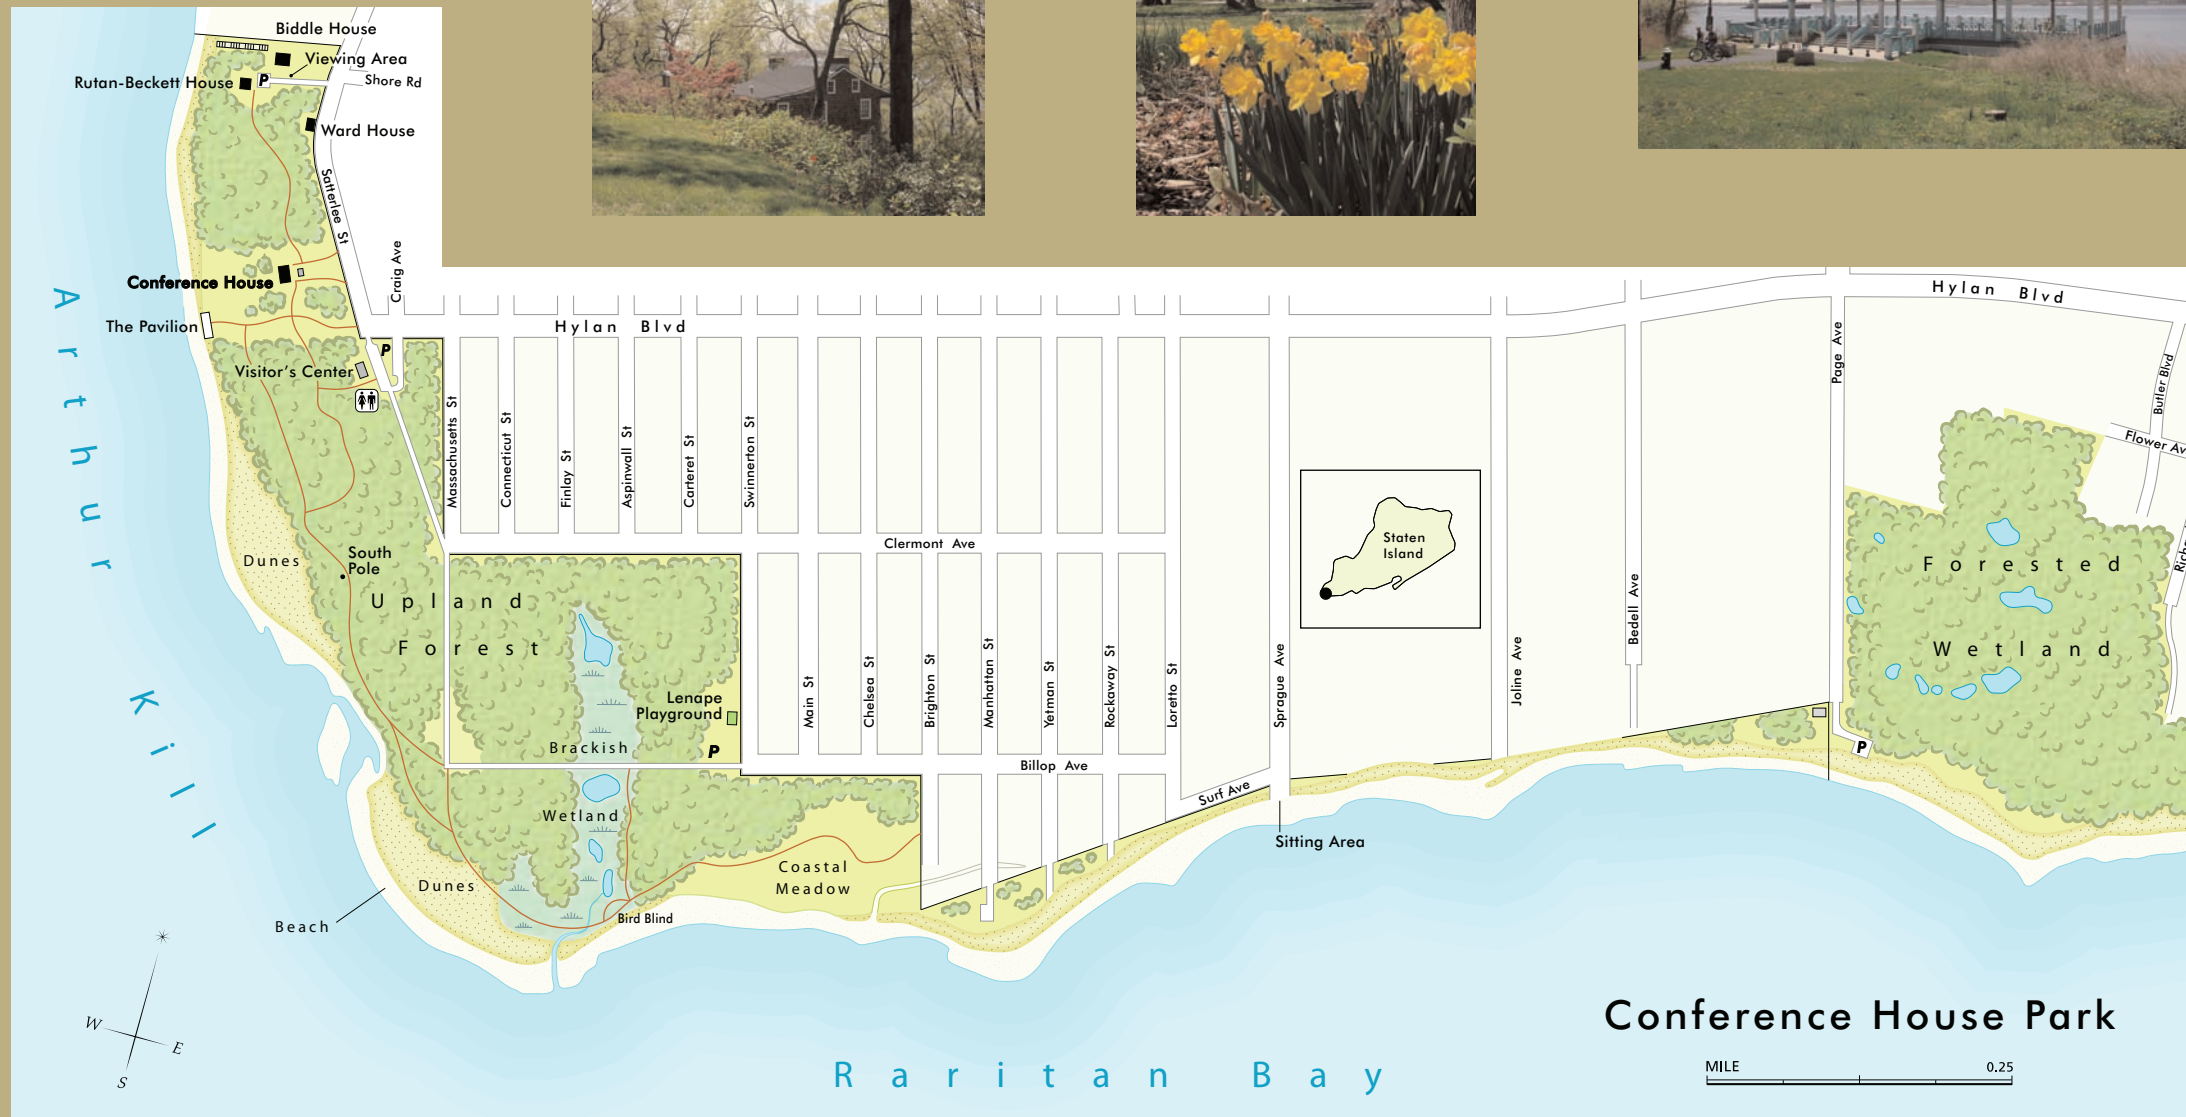 Biddle House
Viewing Area
Rutan-Beckett House
P
Shore Rd
Ward House
Satterlee St
Craig Ave
Conference House
The Pavilion
Hylan Blvd
Hylan Blvd
P
Visitor's Center
Massachusetts St
Connecticut St
Finlay St
Aspinwall St
Carteret St
Swinnerton St
Page Ave
Butler Blvd
Arthur Kill
Clermont Ave
Staten
Island
Dunes
South
Pole
Upland
Forest
Forested
Wetland
Bedell Ave
Joline Ave
Lenape
Playground
Main St
Chelsea St
Brighton St
Manhattan St
Yetman St
Rockaway St
Loretto St
Sprague Ave
Brackish
P
P
Billop Ave
Surf Ave
Wetland
Sitting Area
Coastal
Meadow
Dunes
Bird Blind
Beach
W
E
S
Conference House Park
Raritan Bay
MILE 0.25